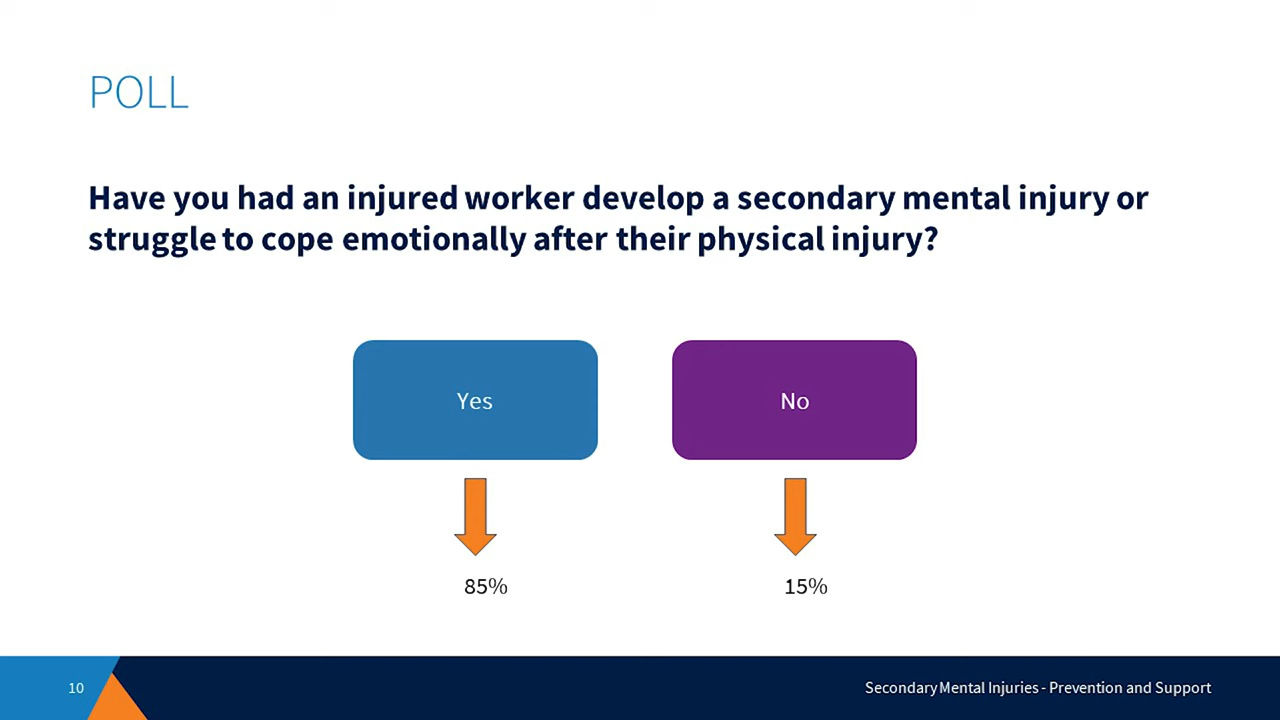 POLL
Have you had an injured worker develop a secondary mental injury or
struggle to cope emotionally after their physical injury?
Yes
No
85%
15%
10
Secondary Mental Injuries - Prevention and Support